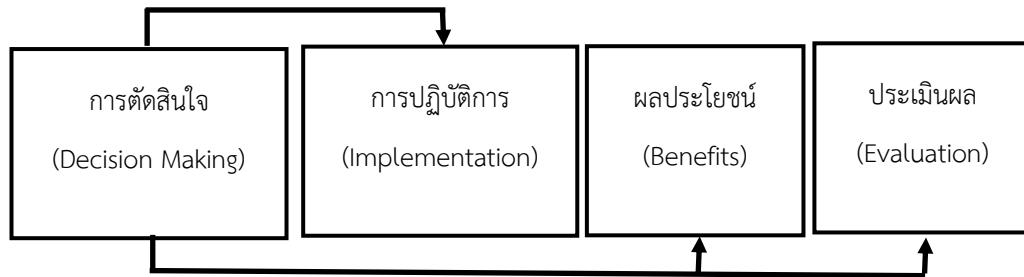 การตัดสินใจ
(Decision Making)
การปฏิบัติการ
(Implementation)
ผลประโยชน์
(Benefits)
ประเมินผล
(Evaluation)